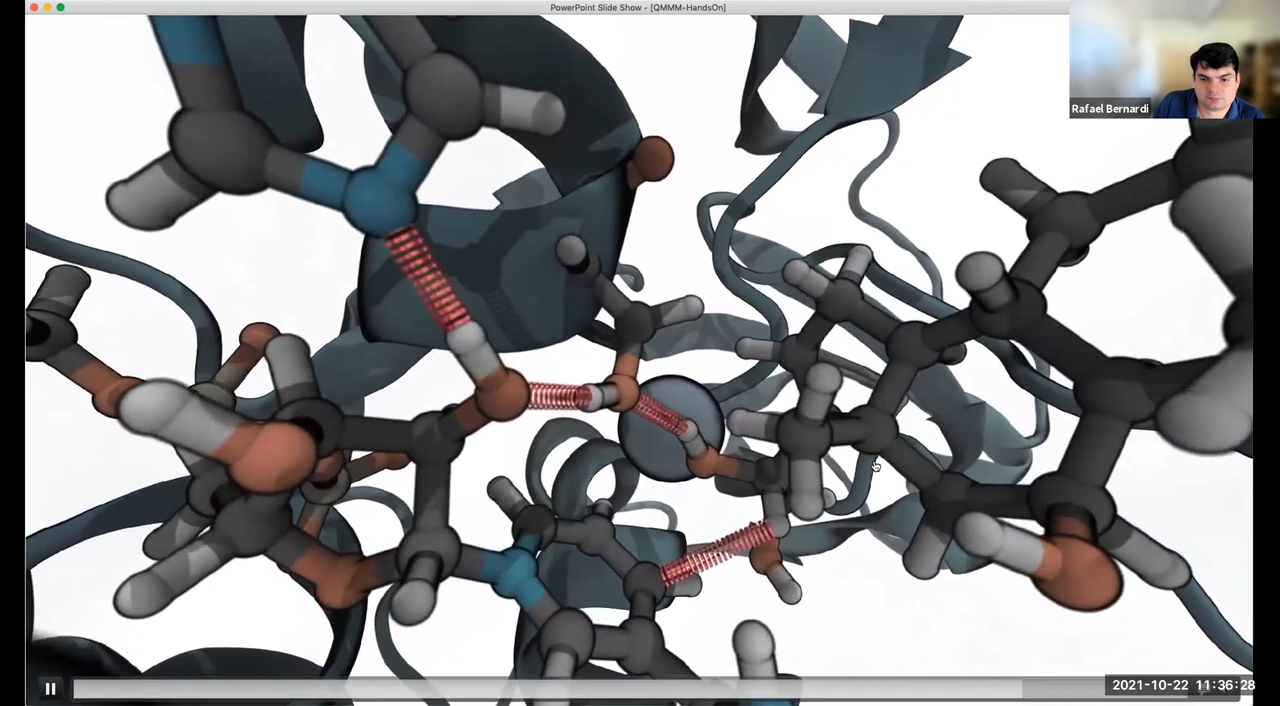 PowerPoint Slide Show - [QMMM-HandsOn]
Rafael Bernardi
2021-10-22 11:36:28